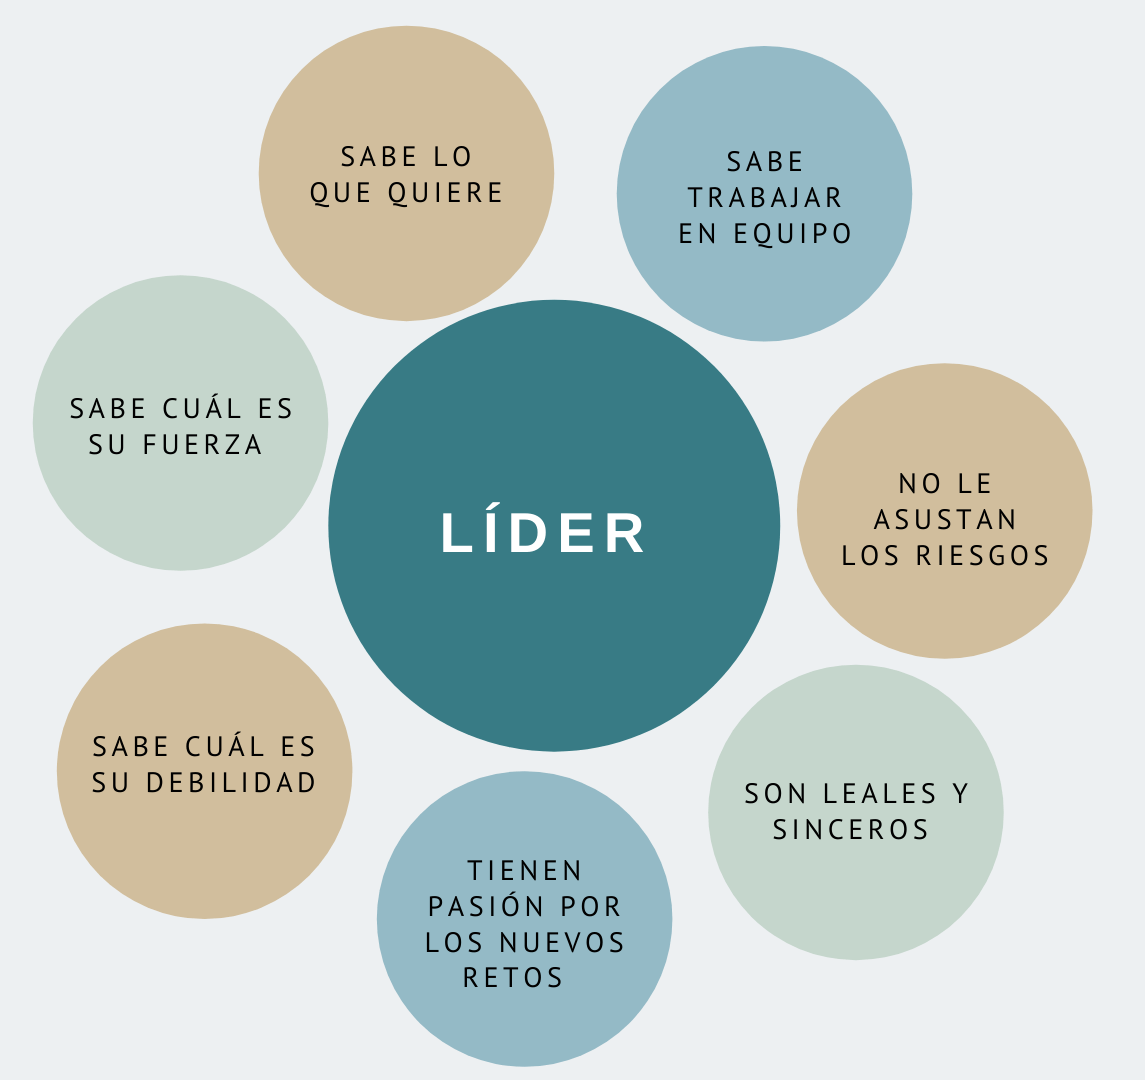 SABE LO
QUE QUIERE
SABE
TRABAJAR
EN EQUIPO
SABE CUÁL ES
SU FUERZA
LÍDER
NO LE
ASUSTAN
LOS RIESGOS
SABE CUÁL ES
SU DEBILIDAD
SON LEALES Y
SINCEROS
TIENEN
PASIÓN POR
LOS NUEVOS
RETOS